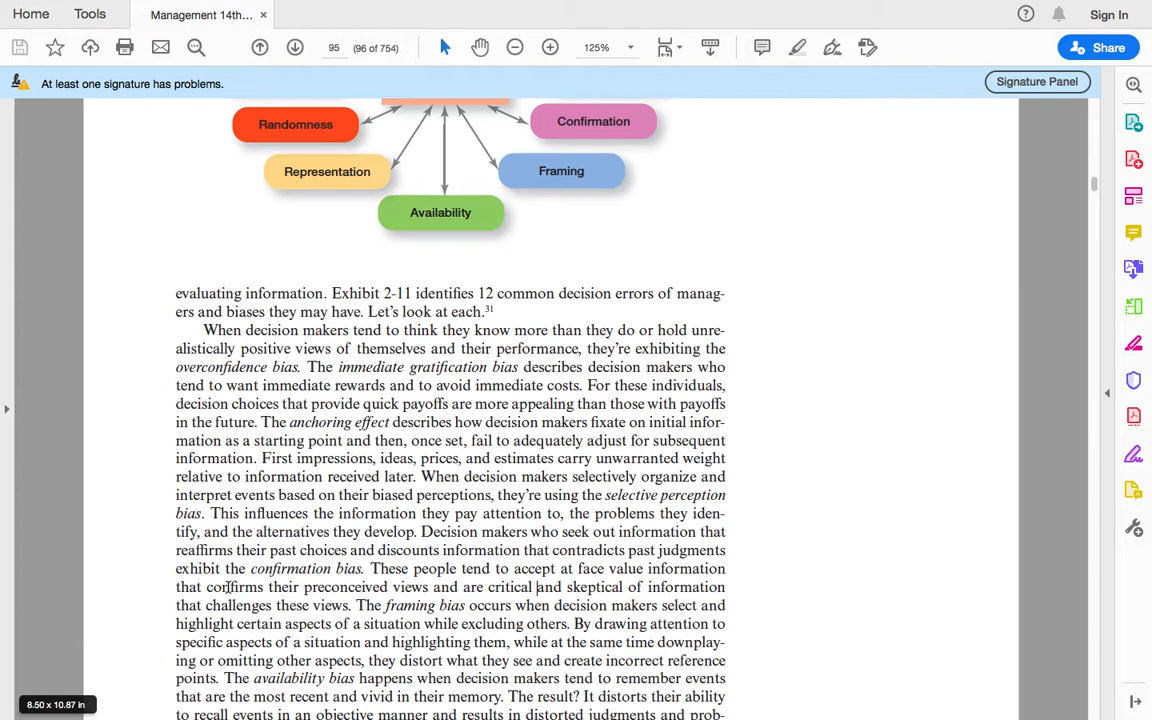 Home
Tools
Management 14th...
×
?
Sign In
95
(96 of 754)
125%
Share
At least one signature has problems.
Signature Panel
Randomness
Confirmation
Representation
Framing
Availability
evaluating information. Exhibit 2-11 identifies 12 common decision errors of manag-
ers and biases they may have. Let's look at each.31
When decision makers tend to think they know more than they do or hold unre-
alistically positive views of themselves and their performance, they're exhibiting the
overconfidence bias. The immediate gratification bias describes decision makers who
tend to want immediate rewards and to avoid immediate costs. For these individuals,
decision choices that provide quick payoffs are more appealing than those with payoffs
in the future. The anchoring effect describes how decision makers fixate on initial infor-
mation as a starting point and then, once set, fail to adequately adjust for subsequent
information. First impressions, ideas, prices, and estimates carry unwarranted weight
relative to information received later. When decision makers selectively organize and
interpret events based on their biased perceptions, they're using the selective perception
bias. This influences the information they pay attention to, the problems they iden-
tify, and the alternatives they develop. Decision makers who seek out information that
reaffirms their past choices and discounts information that contradicts past judgments
exhibit the confirmation bias. These people tend to accept at face value information
that confirms their preconceived views and are critical and skeptical of information
that challenges these views. The framing bias occurs when decision makers select and
highlight certain aspects of a situation while excluding others. By drawing attention to
specific aspects of a situation and highlighting them, while at the same time downplay-
ing or omitting other aspects, they distort what they see and create incorrect reference
points. The availability bias happens when decision makers tend to remember events
that are the most recent and vivid in their memory. The result? It distorts their ability
to recall events in an objective manner and results in distorted judgments and prob-
8.50 x 10.87 in